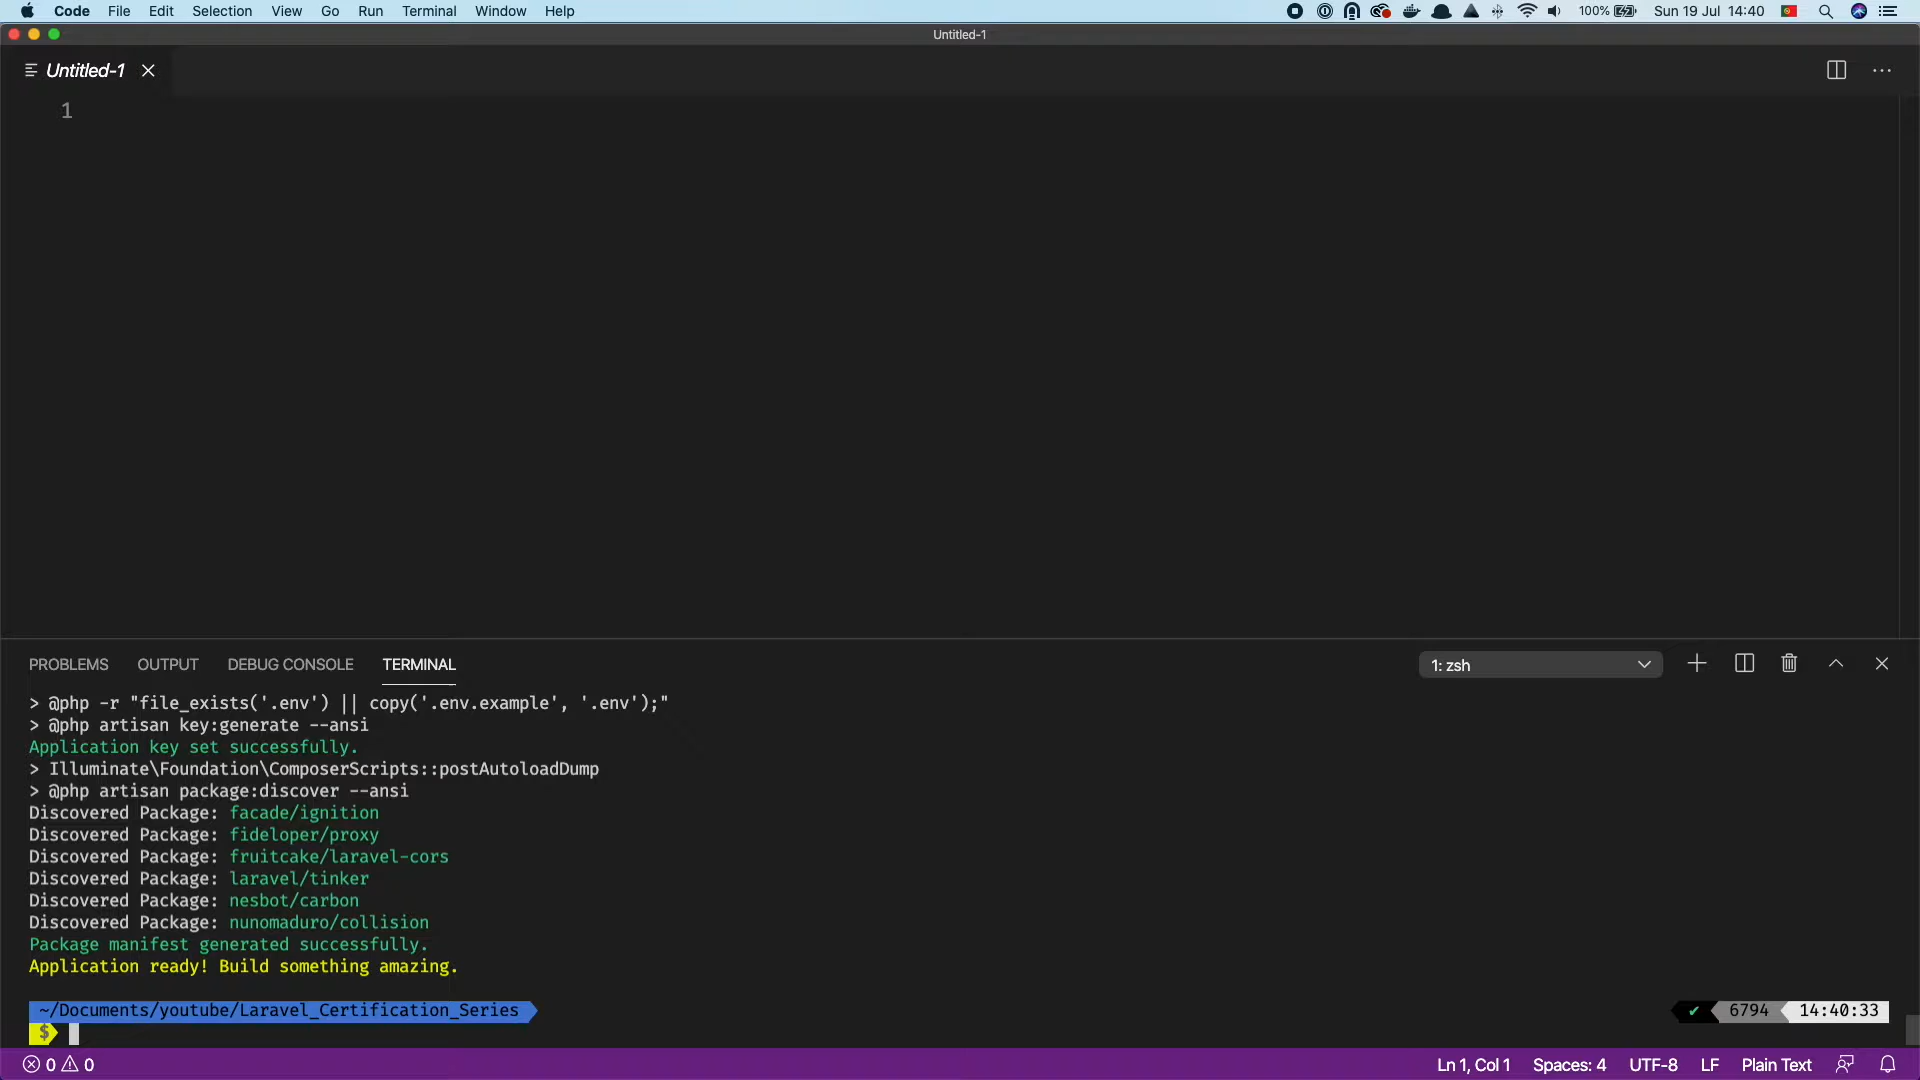 Code File Edit Selection View Go Run Terminal Window Help 100% Sun 19 Jul 14:40
Untitled-1
Untitled-1
1
PROBLEMS OUTPUT DEBUG CONSOLE TERMINAL 1: zsh
> @php -r "file_exists('.env') || copy('.env.example', '.env');"
> @php artisan key:generate --ansi
Application key set successfully.
> Illuminate\Foundation\ComposerScripts::postAutoloadDump
> @php artisan package:discover --ansi
Discovered Package: facade/ignition
Discovered Package: fideloper/proxy
Discovered Package: fruitcake/laravel-cors
Discovered Package: laravel/tinker
Discovered Package: nesbot/carbon
Discovered Package: nunomaduro/collision
Package manifest generated successfully.
Application ready! Build something amazing.
~/Documents/youtube/Laravel_Certification_Series ✔ 6794 14:40:33
$
0 0 Ln 1, Col 1 Spaces: 4 UTF-8 LF Plain Text